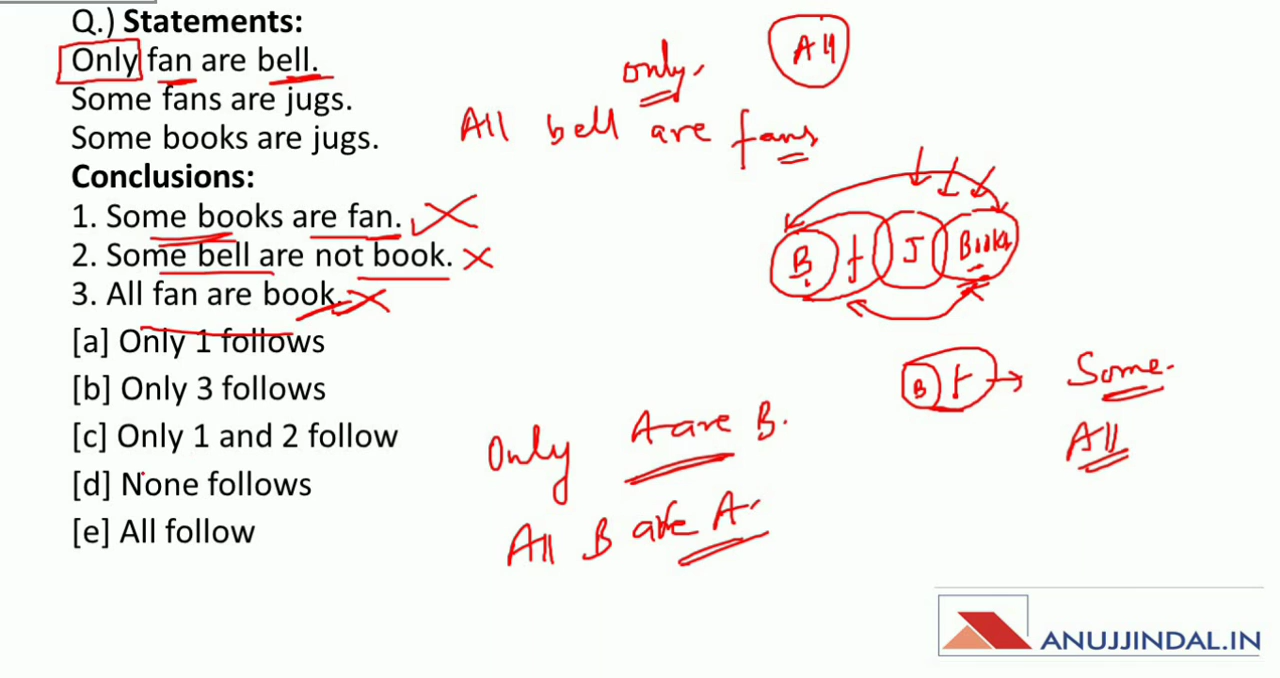 Q.) Statements:
Only fan are bell.
Some fans are jugs.
Some books are jugs.
Conclusions:
1. Some books are fan.
2. Some bell are not book.
3. All fan are book.
[a] Only 1 follows
[b] Only 3 follows
[c] Only 1 and 2 follow
[d] None follows
[e] All follow
only,
All
All bell are fans
B f J Books
B f
Some.
All
Only A are B.
All B are A.
ANUJJINDAL.IN